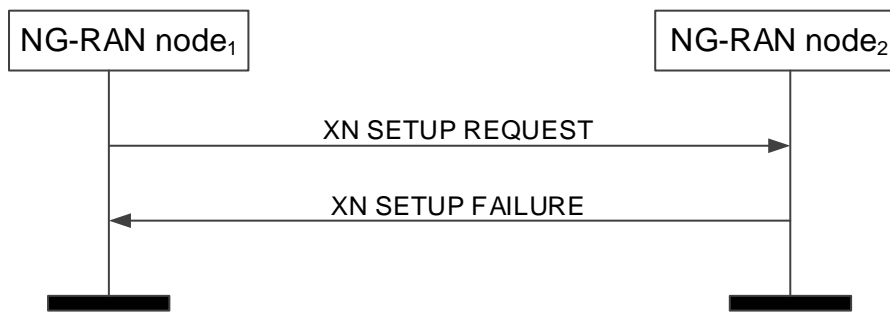 NG-RAN node₁
NG-RAN node₂
XN SETUP REQUEST
XN SETUP FAILURE